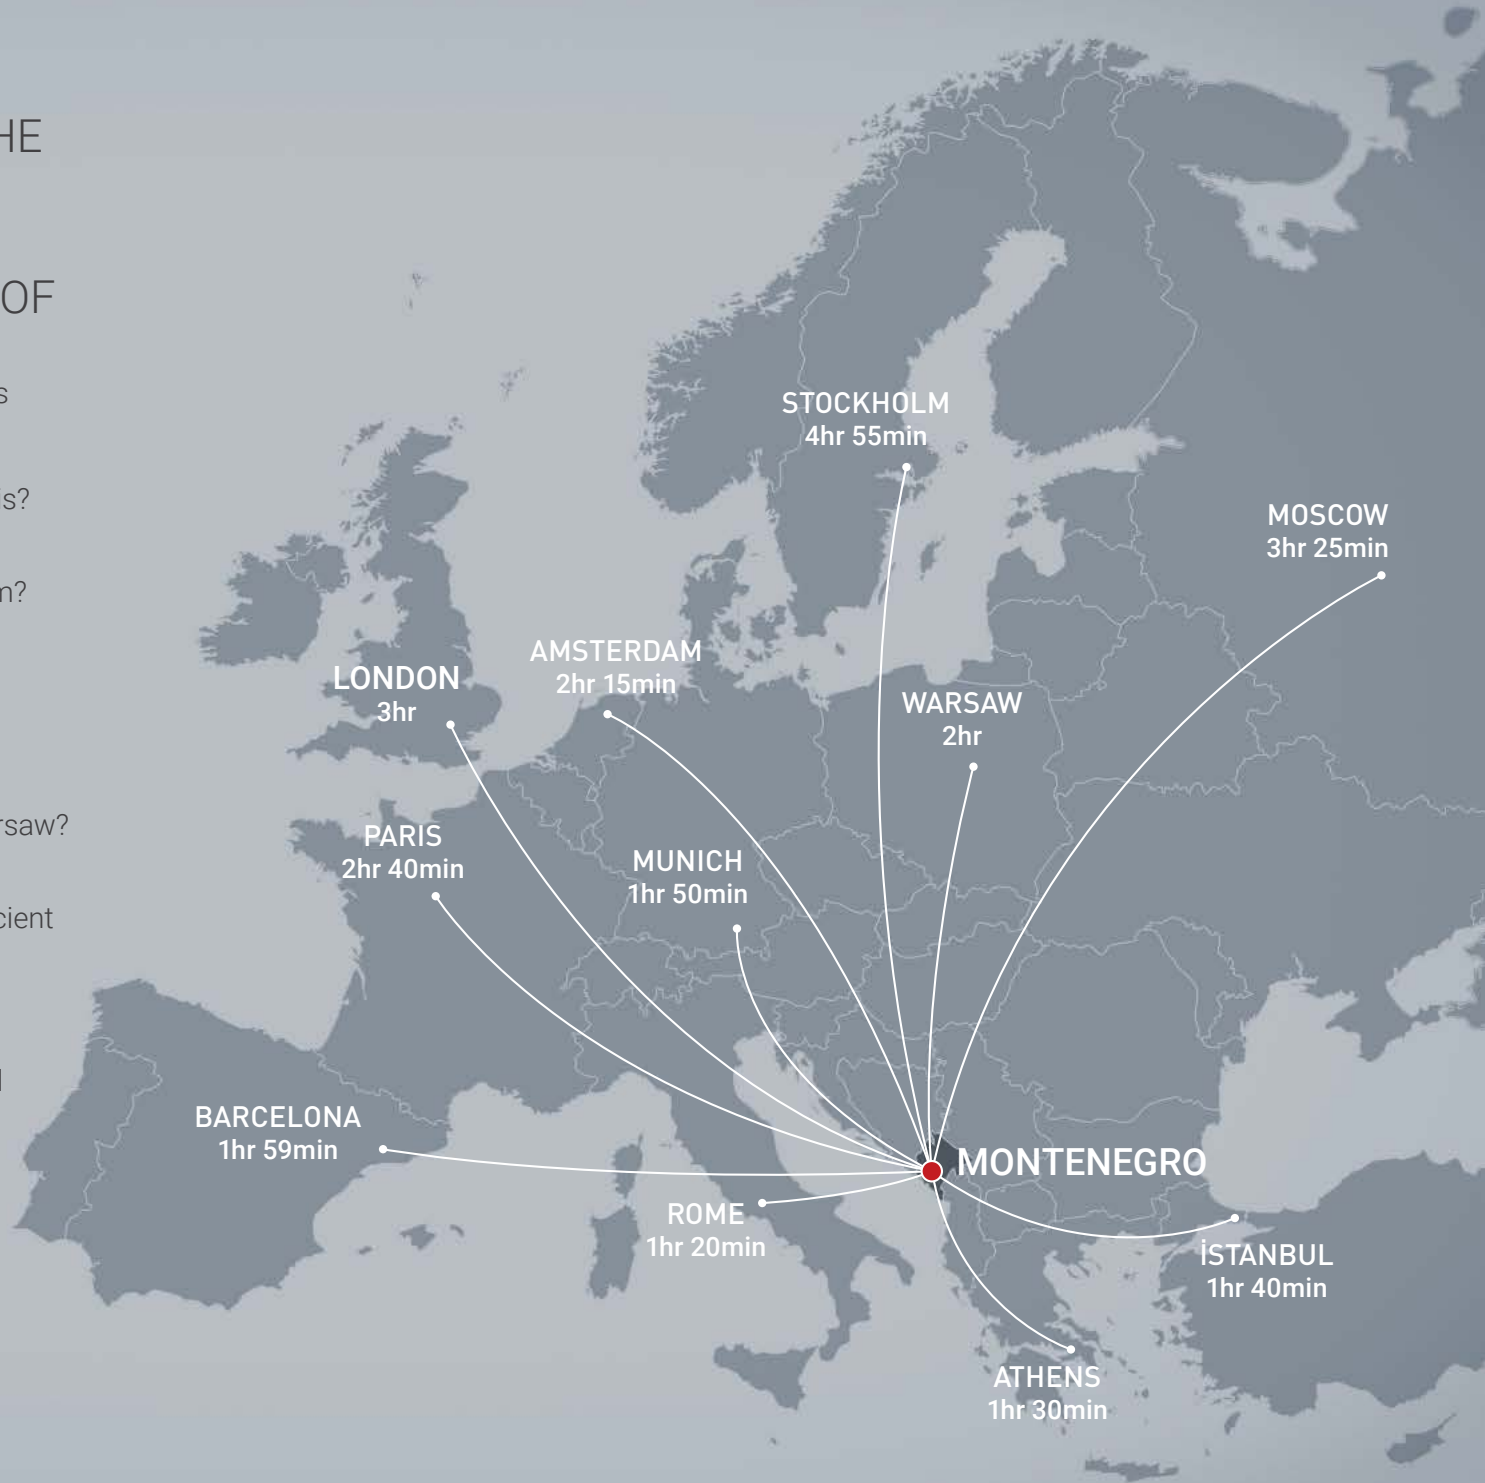 HE
OF
s
is?
m?
rsaw?
cient
STOCKHOLM
4hr 55min
MOSCOW
3hr 25min
AMSTERDAM
2hr 15min
LONDON
3hr
WARSAW
2hr
PARIS
2hr 40min
MUNICH
1hr 50min
BARCELONA
1hr 59min
MONTENEGRO
ROME
1hr 20min
İSTANBUL
1hr 40min
ATHENS
1hr 30min